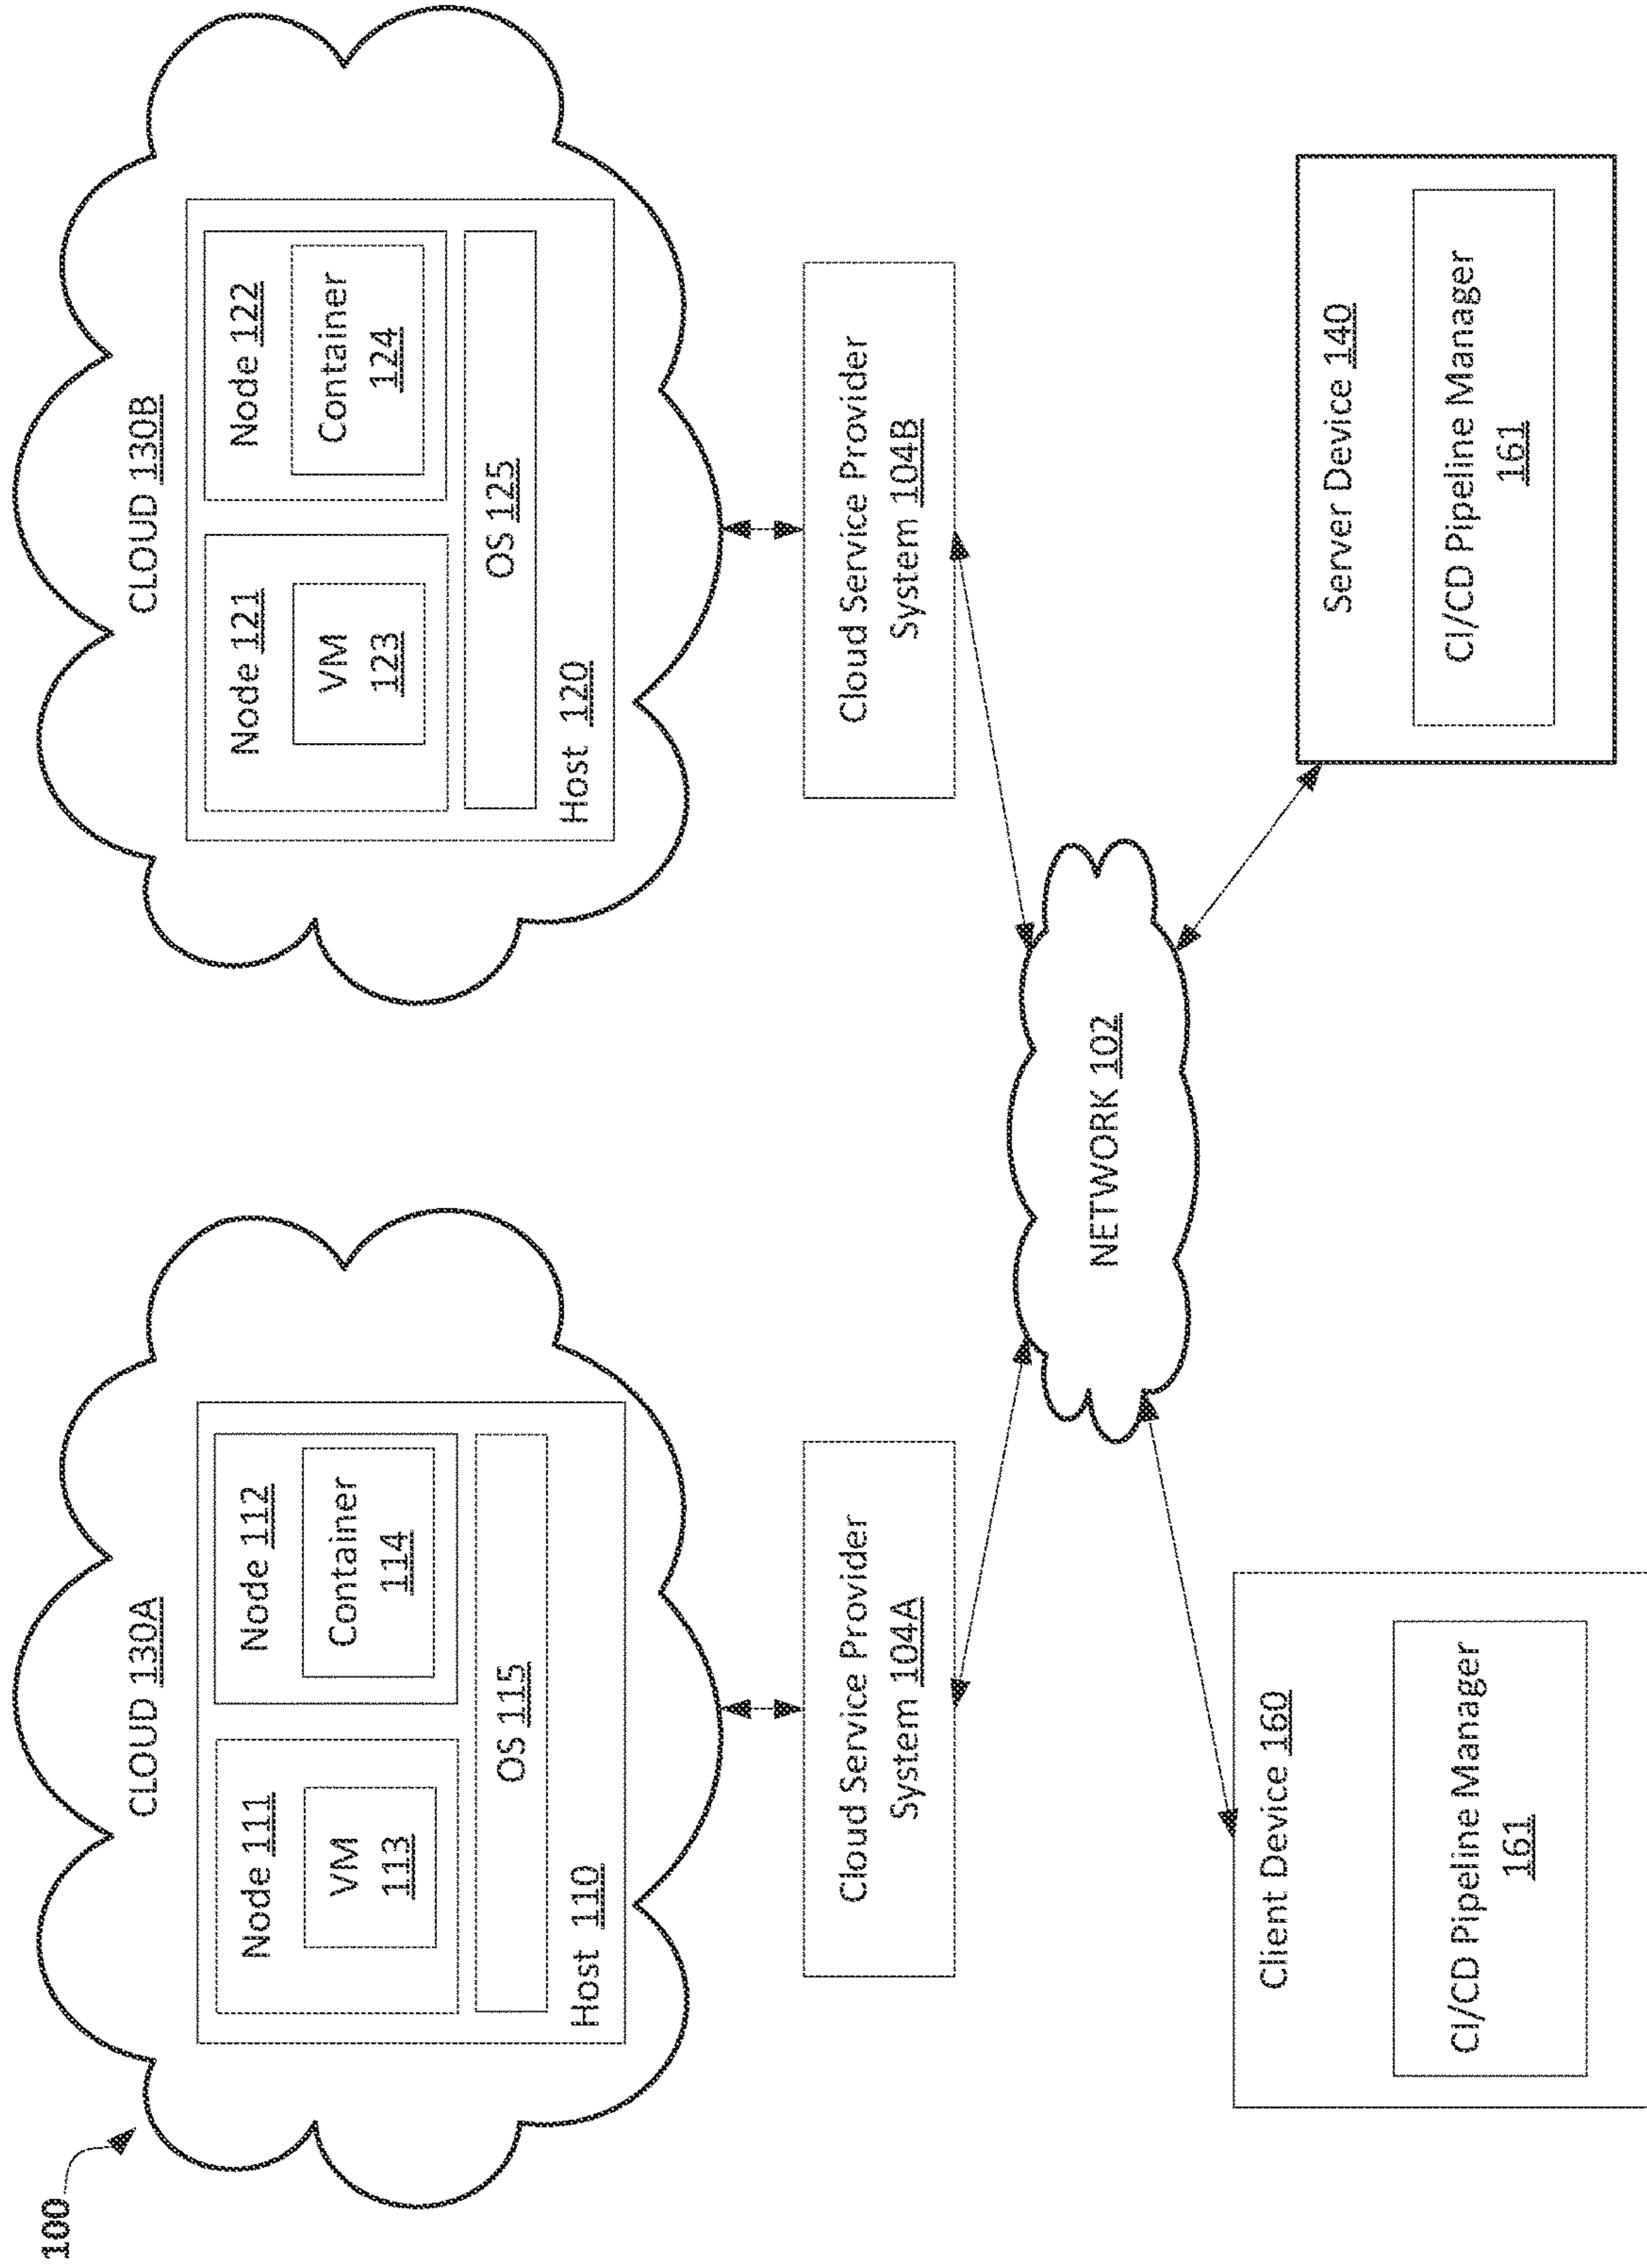 100
CLOUD 130A
Node 111
VM
113
Node 112
Container
114
OS 115
Host 110
CLOUD 130B
Node 121
VM
123
Node 122
Container
124
OS 125
Host 120
Cloud Service Provider
System 104A
Cloud Service Provider
System 104B
NETWORK 102
Client Device 160
CI/CD Pipeline Manager
161
Server Device 140
CI/CD Pipeline Manager
161